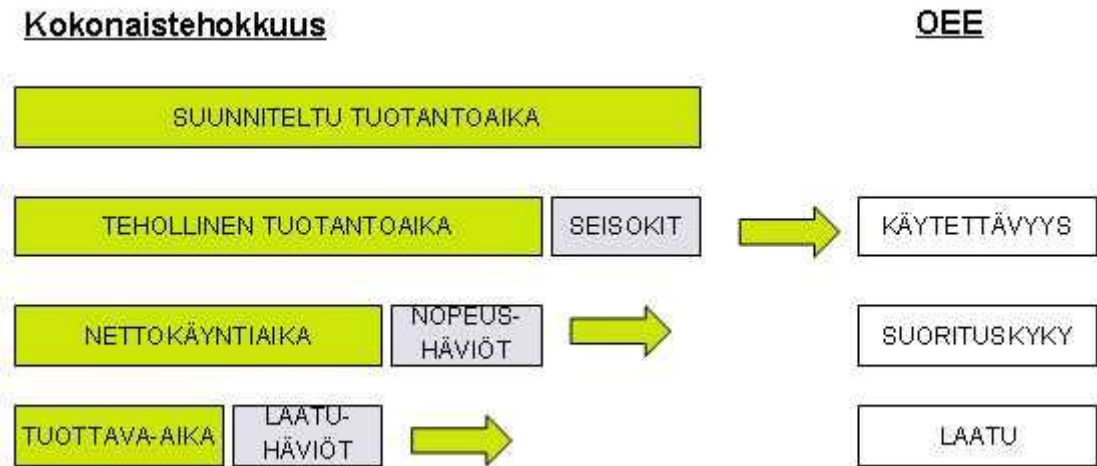 Kokonaistehokkuus
OEE
SUUNNITELTU TUOTANTOAIKA
TEHOLLINEN TUOTANTOAIKA
SEISOKIT
KÄYTETTÄVYYS
NETTOKÄYNTIAIKA
NOPEUS-
HÄVIÖT
SUORITUSKYKY
TUOTTAVA-AIKA
LAATU-
HÄVIÖT
LAATU